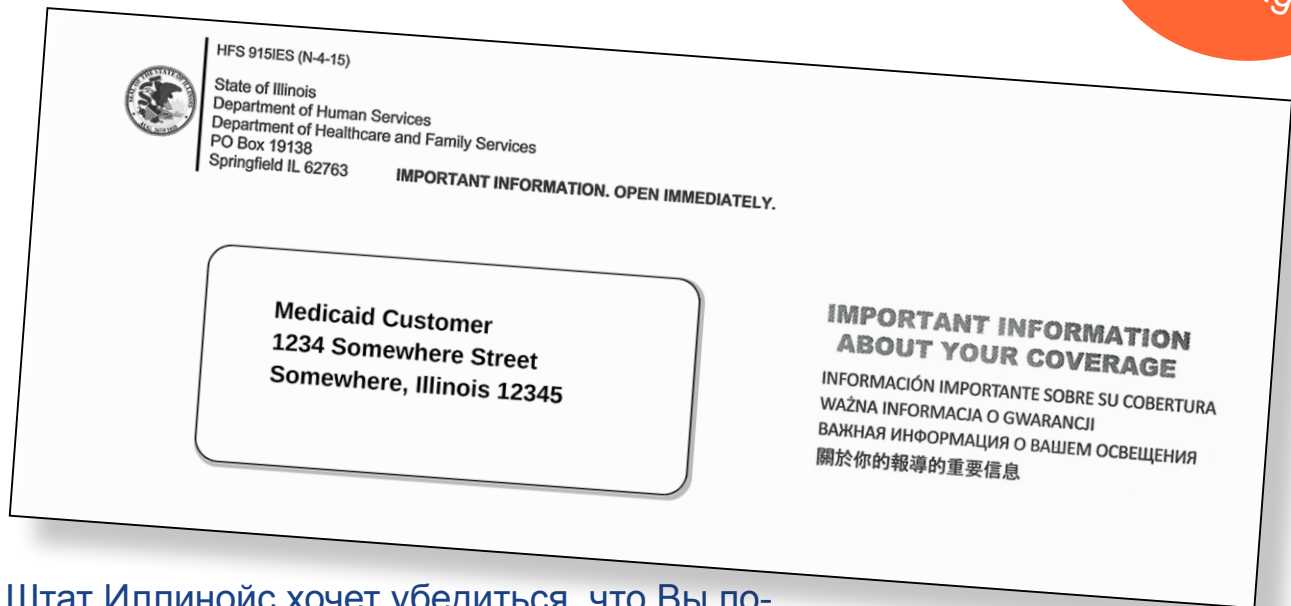 HFS 915IES (N-4-15)
State of Illinois
Department of Human Services
Department of Healthcare and Family Services
PO Box 19138
Springfield IL 62763
IMPORTANT INFORMATION. OPEN IMMEDIATELY.
Medicaid Customer
1234 Somewhere Street
Somewhere, Illinois 12345
IMPORTANT INFORMATION
ABOUT YOUR COVERAGE
INFORMACIÓN IMPORTANTE SOBRE SU COBERTURA
WAŻNA INFORMACJA O GWARANCJI
ВАЖНАЯ ИНФОРМАЦИЯ О ВАШЕМ ОСВЕЩЕНИЯ
關於你的報導的重要信息
Штат Иллинойс хочет убедиться, что Вы по-